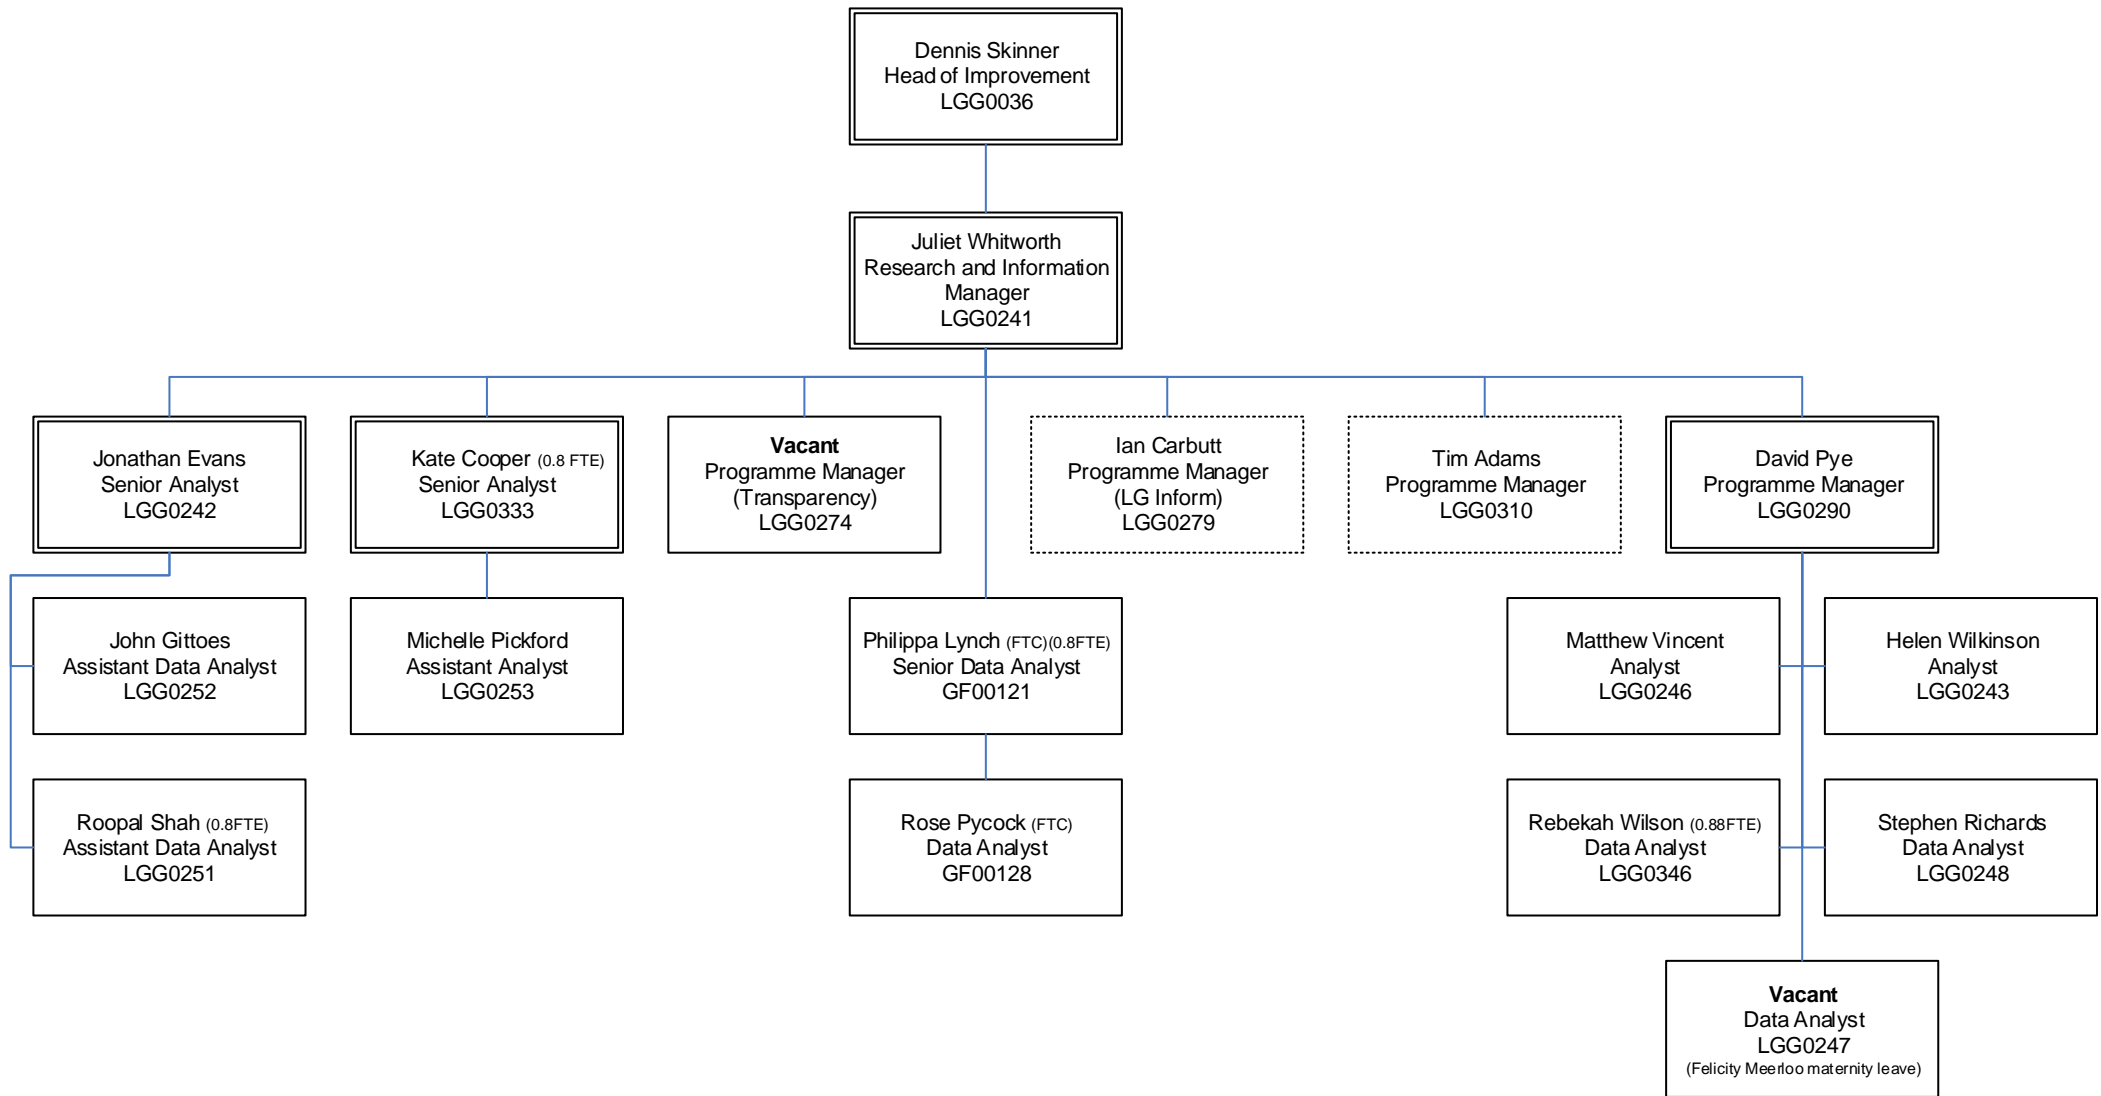 Dennis Skinner
Head of Improvement
LGG0036
Juliet Whitworth
Research and Information
Manager
LGG0241
Jonathan Evans
Senior Analyst
LGG0242
Kate Cooper (0.8 FTE)
Senior Analyst
LGG0333
Vacant
Programme Manager
(Transparency)
LGG0274
Ian Carbutt
Programme Manager
(LG Inform)
LGG0279
Tim Adams
Programme Manager
LGG0310
David Pye
Programme Manager
LGG0290
John Gittoes
Assistant Data Analyst
LGG0252
Michelle Pickford
Assistant Analyst
LGG0253
Philippa Lynch (FTC)(0.8FTE)
Senior Data Analyst
GF00121
Matthew Vincent
Analyst
LGG0246
Helen Wilkinson
Analyst
LGG0243
Roopal Shah (0.8FTE)
Assistant Data Analyst
LGG0251
Rose Pycock (FTC)
Data Analyst
GF00128
Rebekah Wilson (0.88FTE)
Data Analyst
LGG0346
Stephen Richards
Data Analyst
LGG0248
Vacant
Data Analyst
LGG0247
(Felicity Meerloo maternity leave)